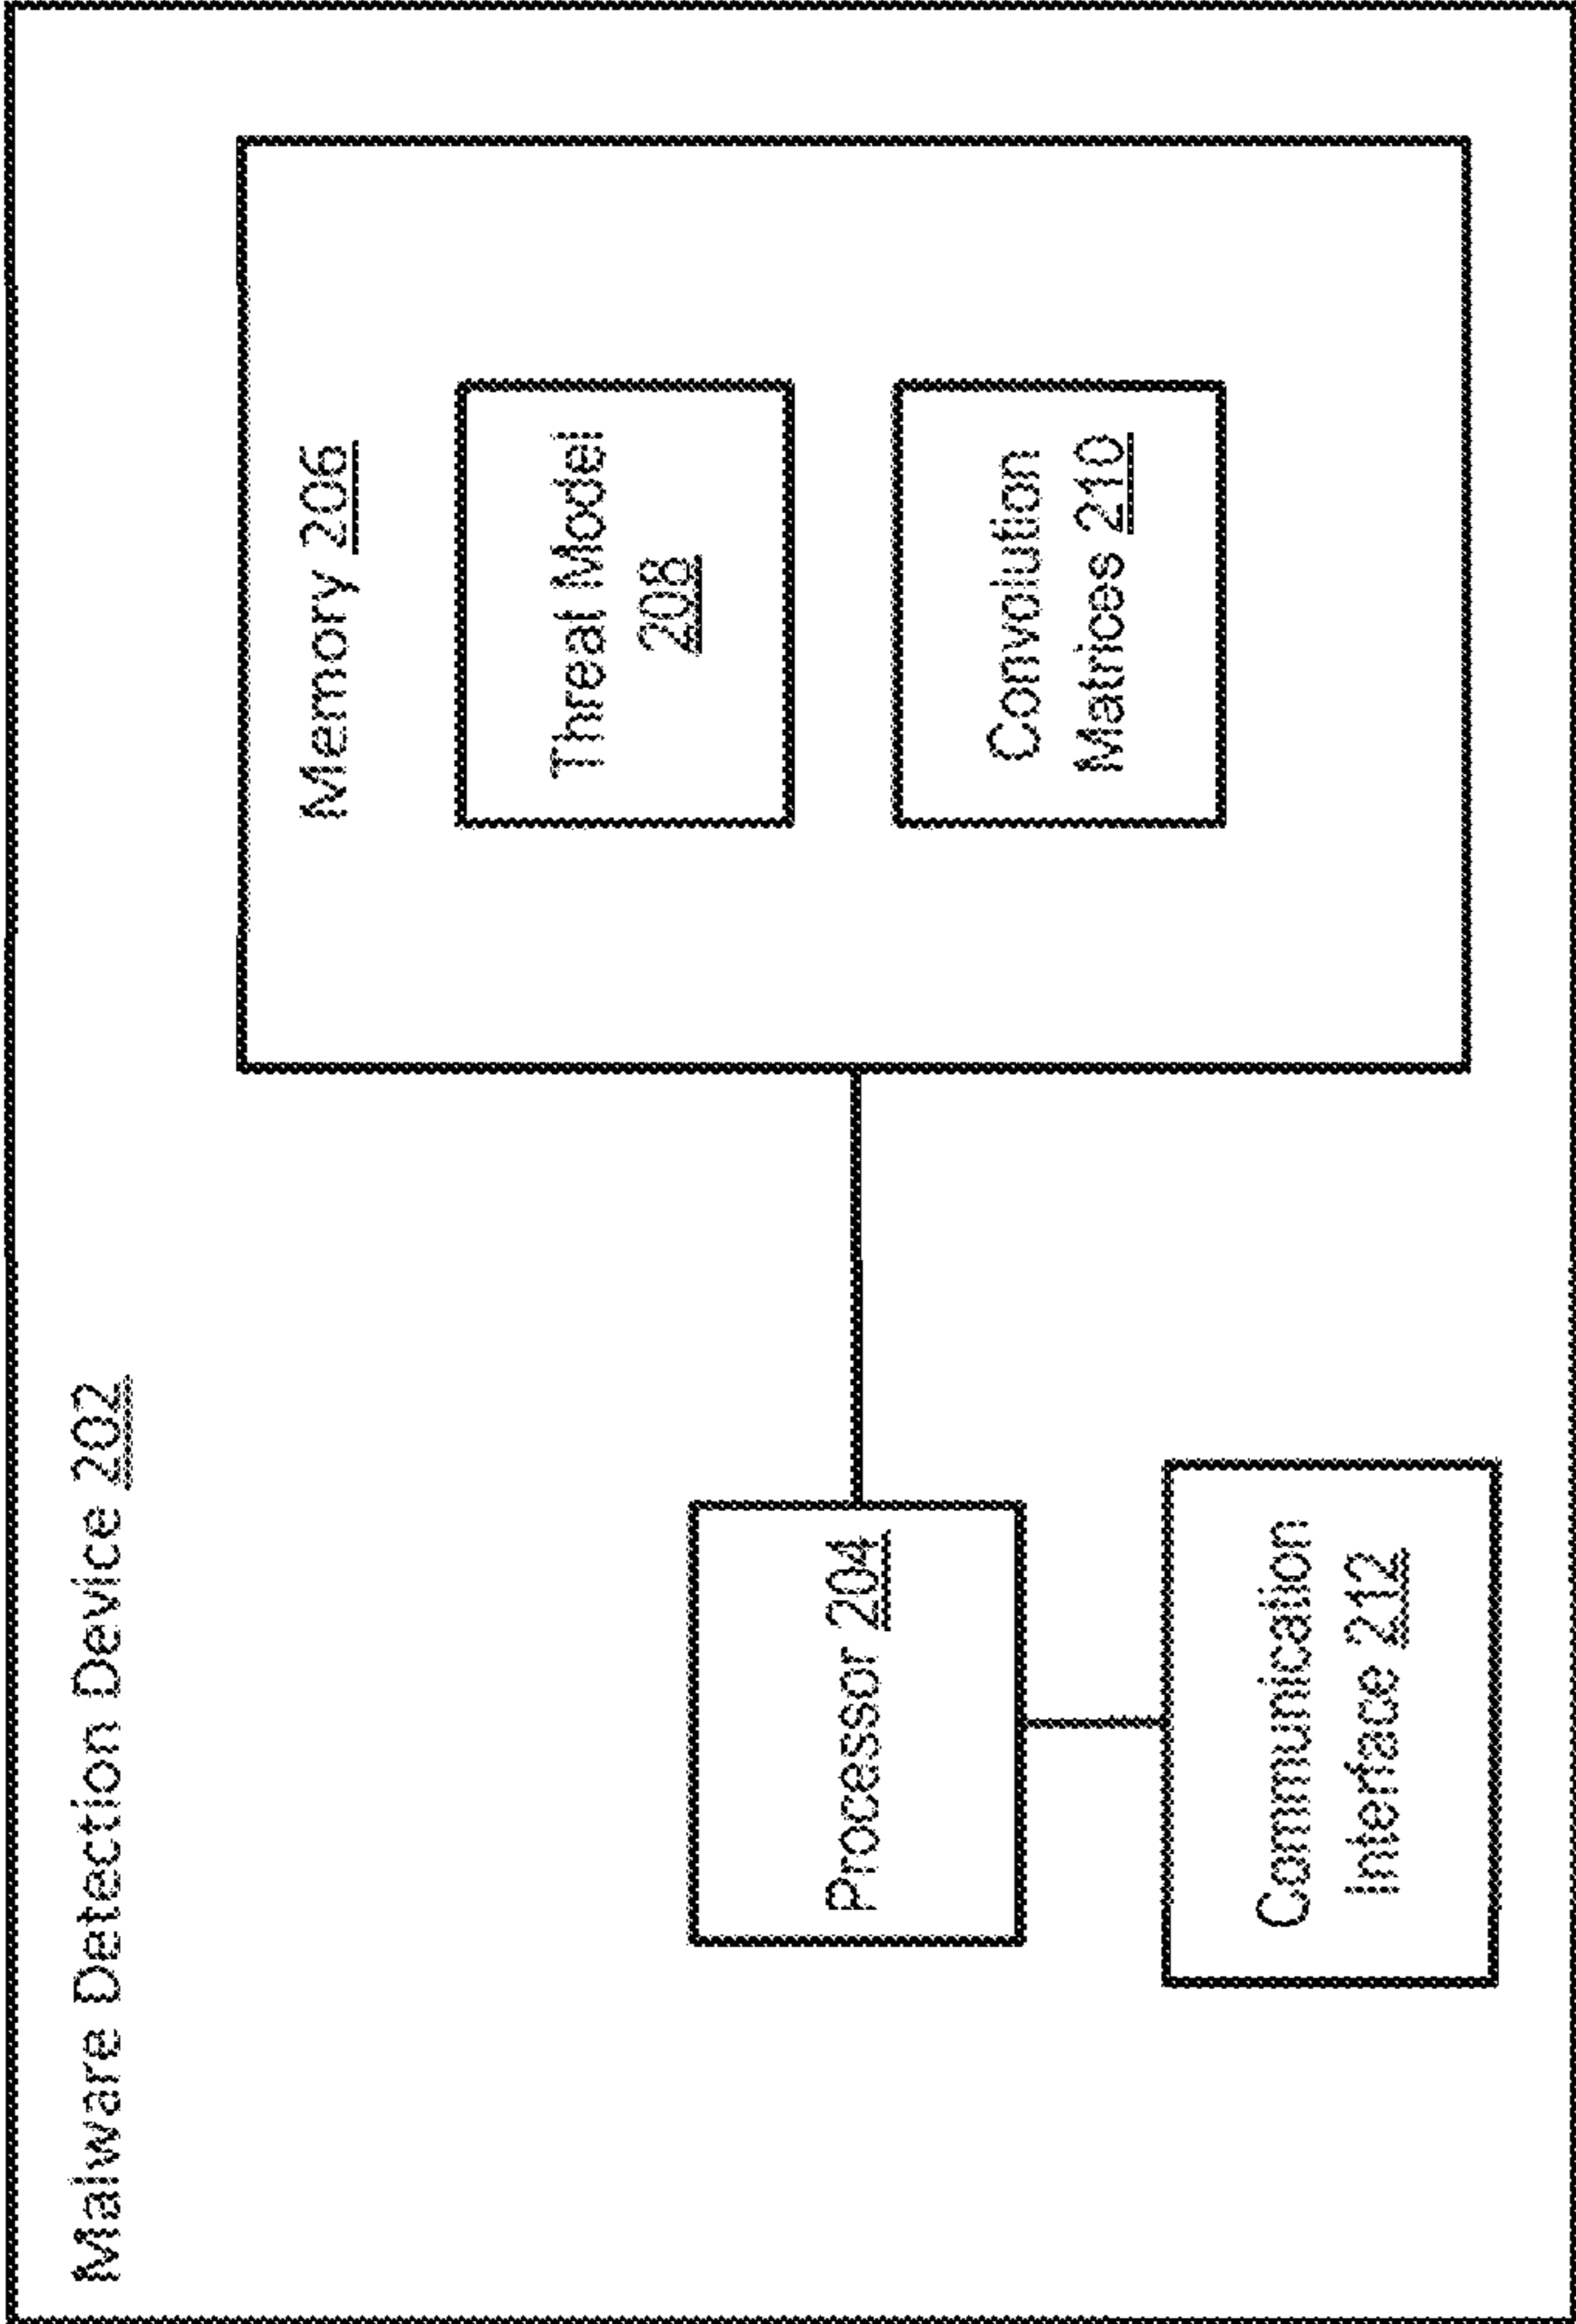 Malware Detection Device 202
Memory 206
Threat Model
208
Processor 204
Convolution
Matrices 210
Communication
Interface 212